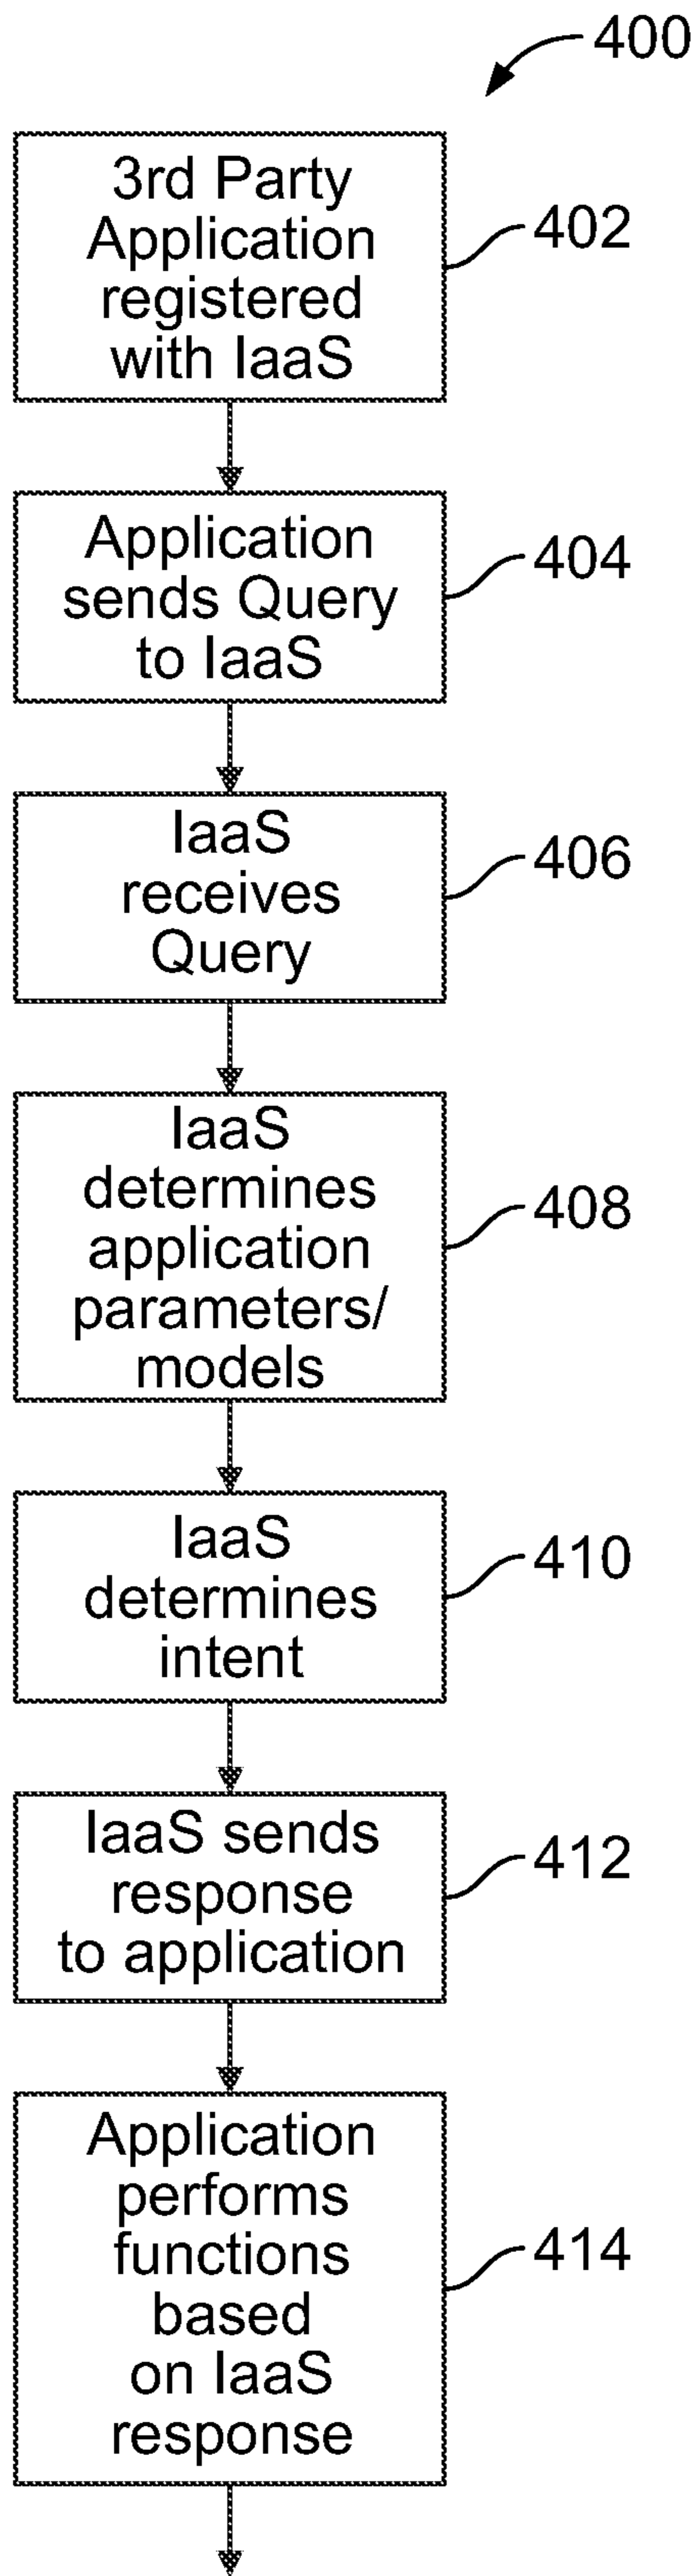 400
3rd Party
Application
registered
with IaaS
402
Application
sends Query
to IaaS
404
IaaS
receives
Query
406
IaaS
determines
application
parameters/
models
408
IaaS
determines
intent
410
IaaS sends
response
to application
412
Application
performs
functions
based
on IaaS
response
414